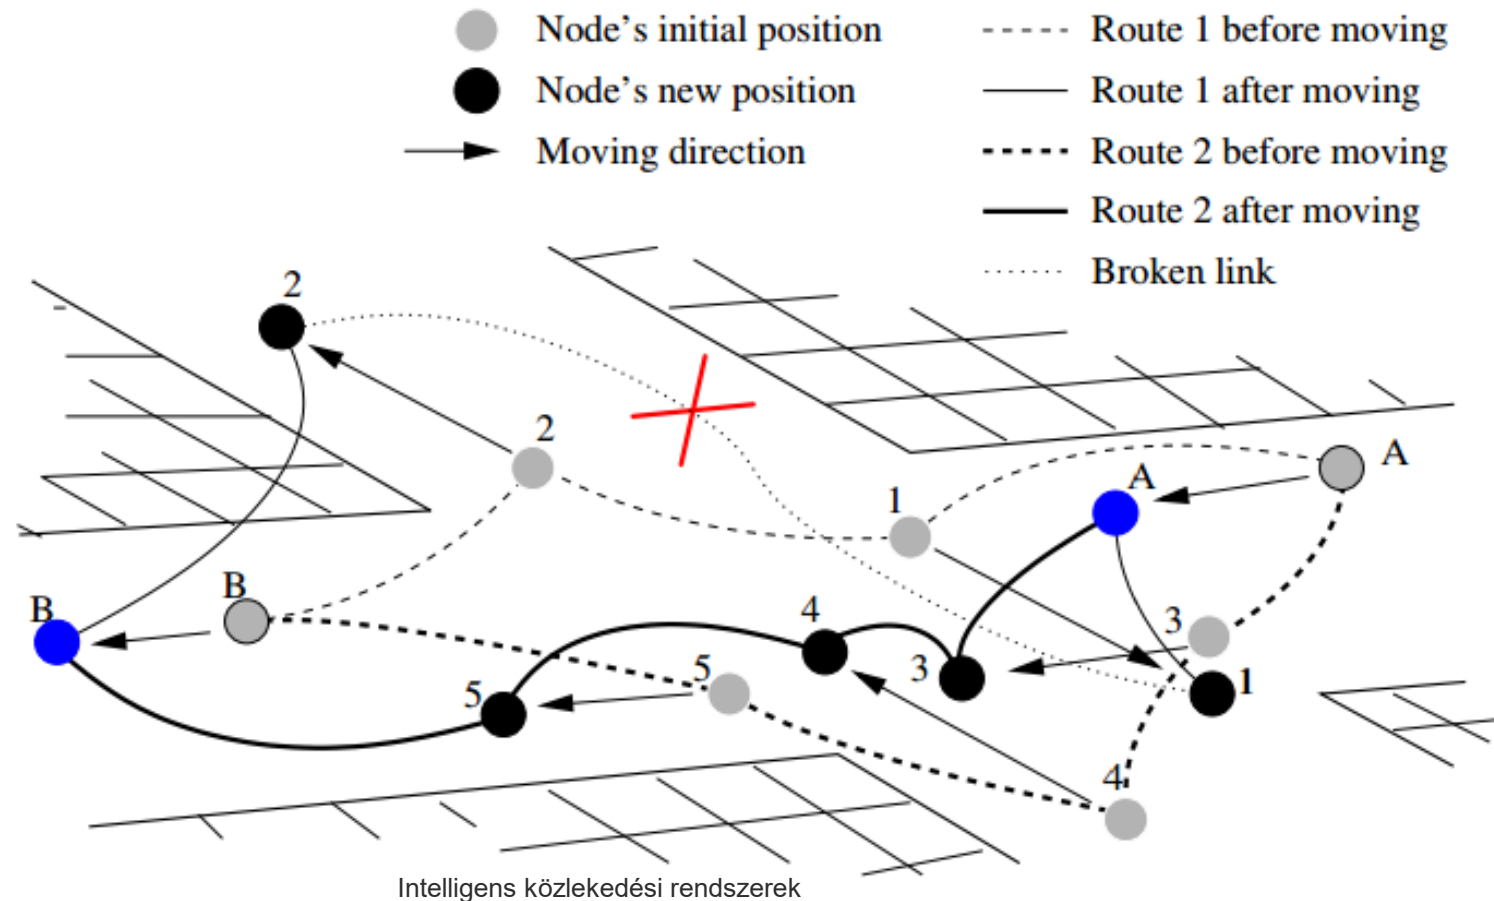 Node's initial position
Node's new position
Moving direction
Route 1 before moving
Route 1 after moving
Route 2 before moving
Route 2 after moving
Broken link
2
2
A
A
1
B
B
4
3
3
5
5
1
4
Intelligens közlekedési rendszerek